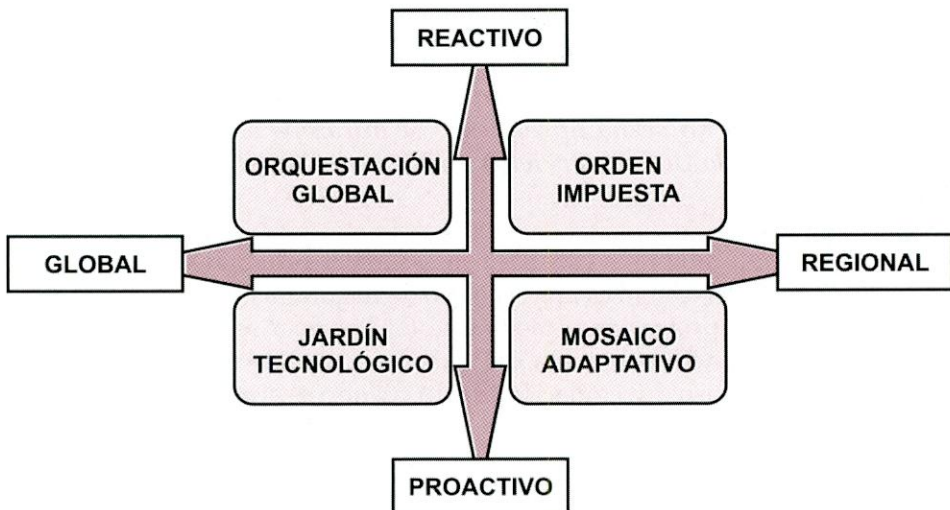 REACTIVO
ORQUESTACIÓN
GLOBAL
ORDEN
IMPUESTA
GLOBAL
REGIONAL
JARDÍN
TECNOLÓGICO
MOSAICO
ADAPTATIVO
PROACTIVO